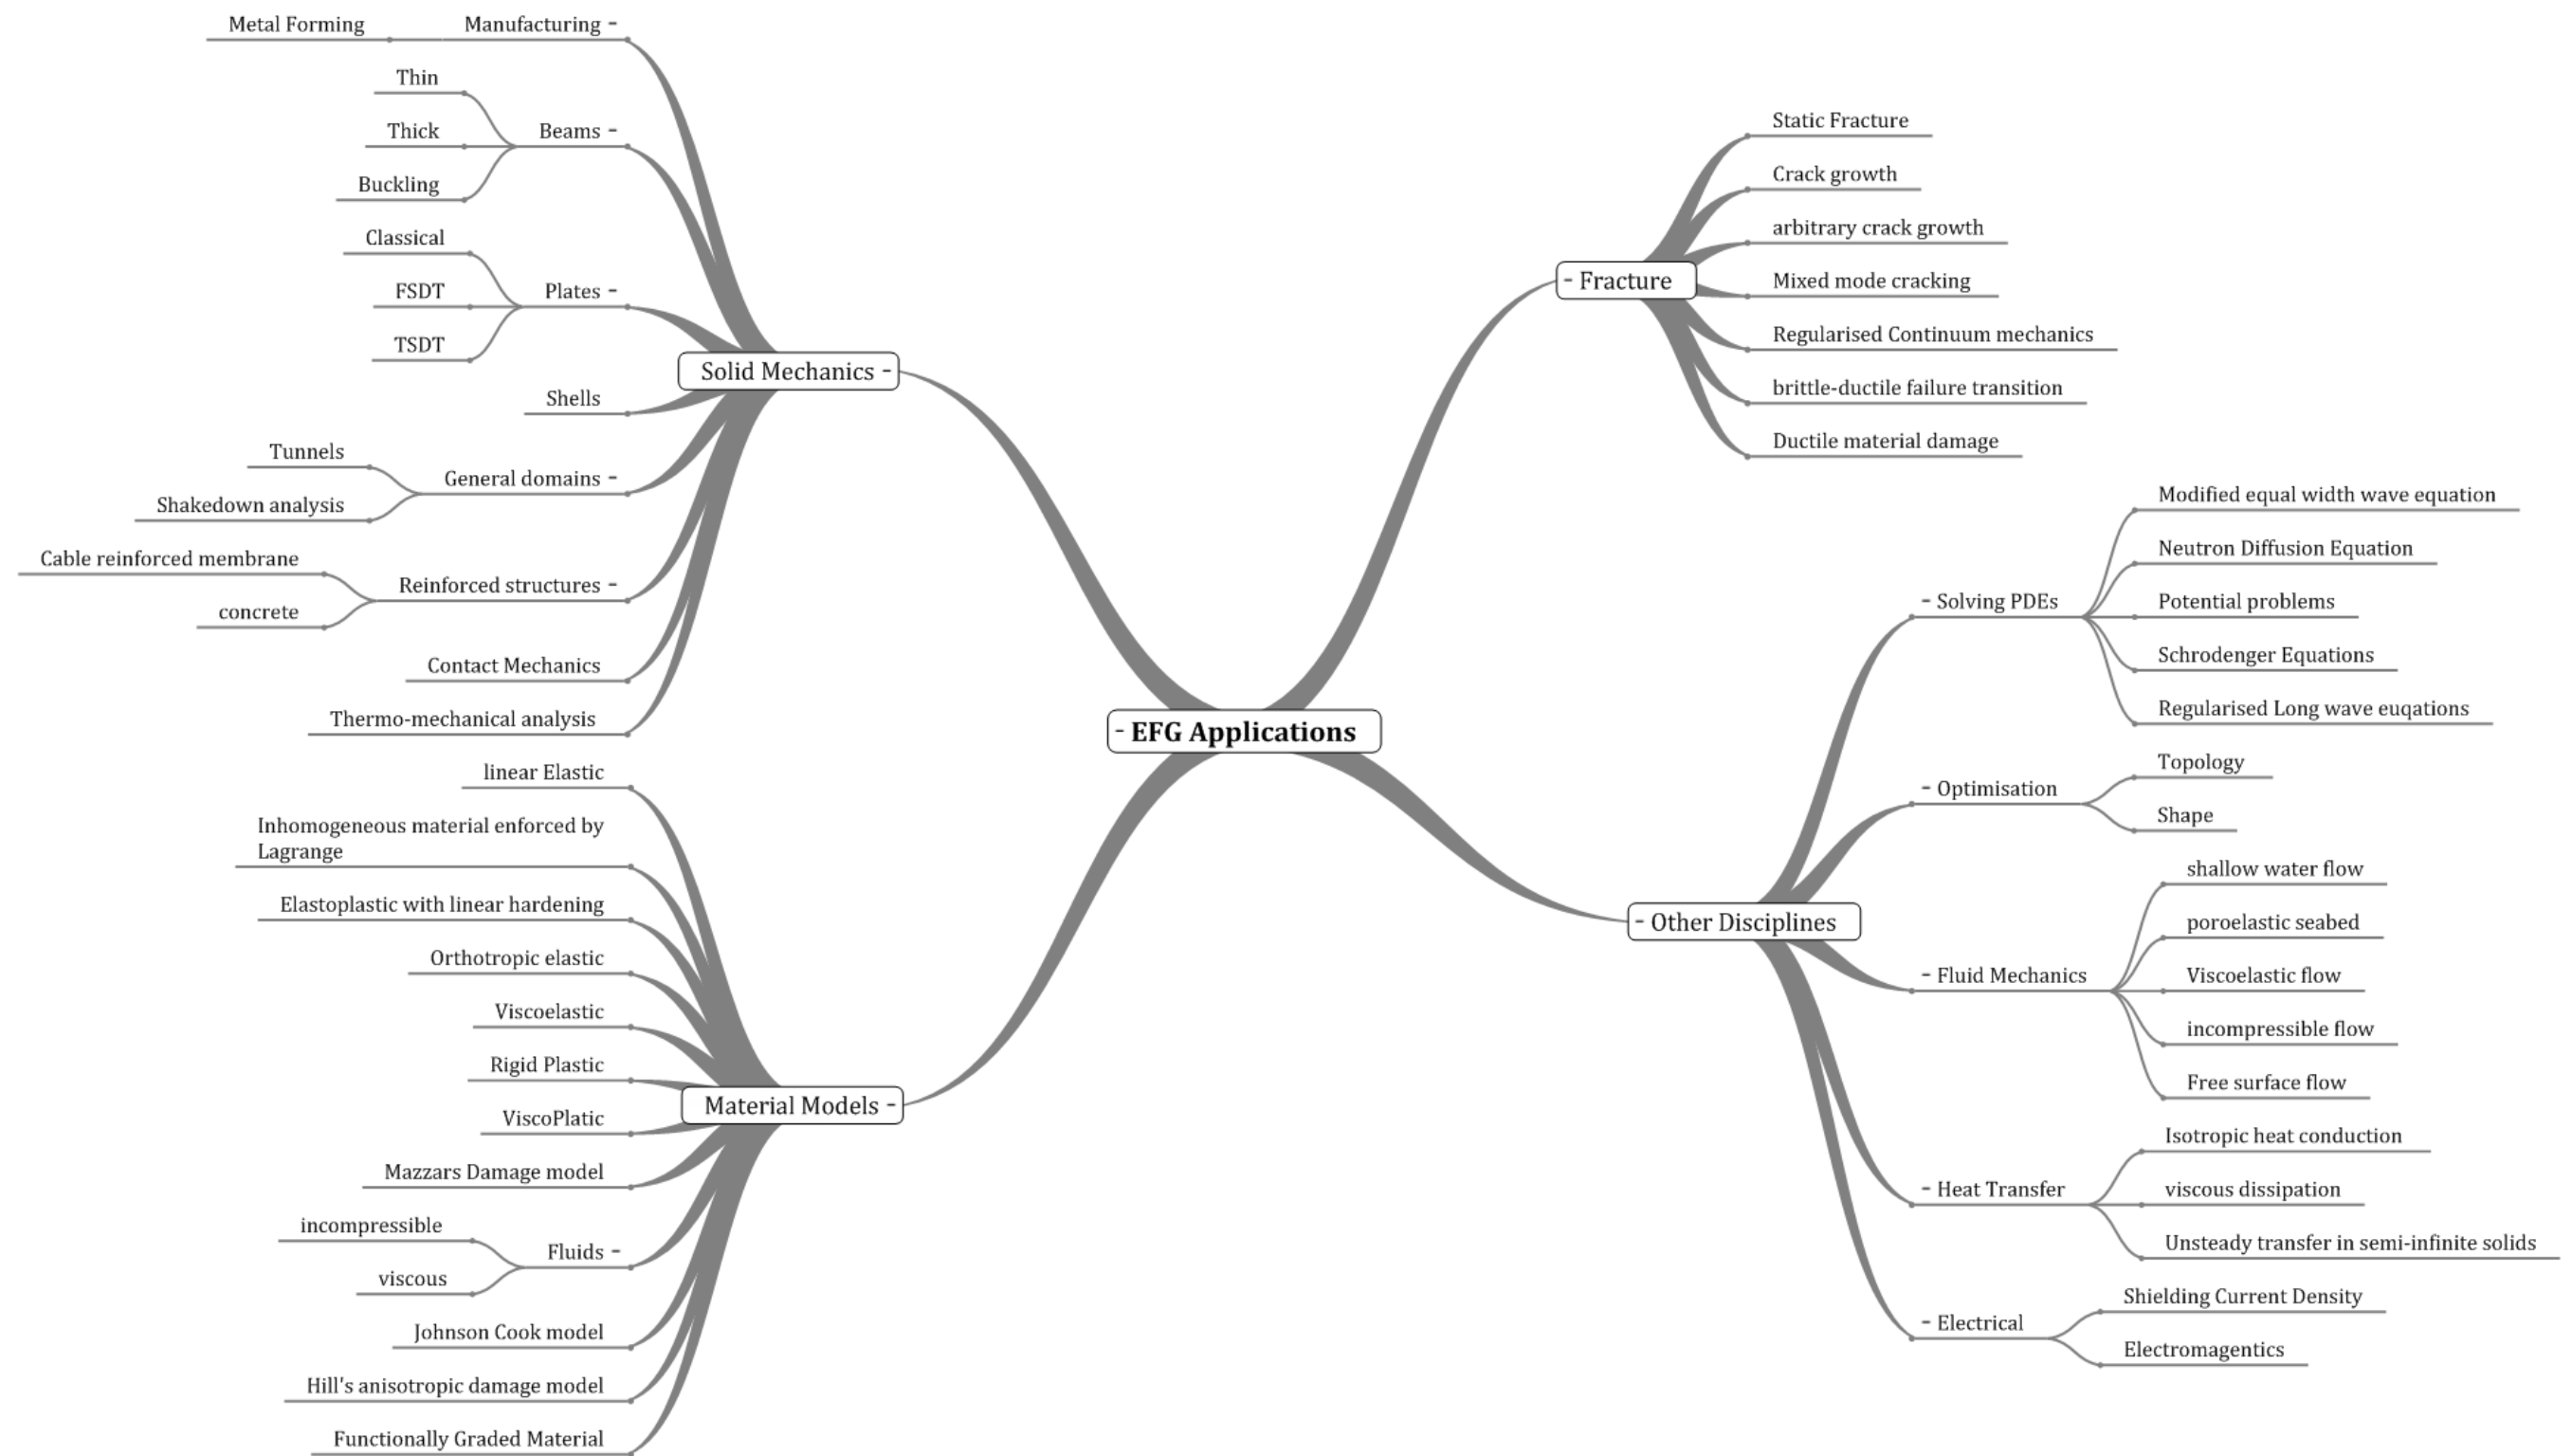 Metal Forming
Manufacturing -
Thin
Thick
Buckling
Beams -
Classical
FSDT
TSDT
Plates -
Shells
Tunnels
Shakedown analysis
General domains -
Cable reinforced membrane
concrete
Reinforced structures -
Contact Mechanics
Thermo-mechanical analysis
Solid Mechanics -
linear Elastic
Inhomogeneous material enforced by
Lagrange
Elastoplastic with linear hardening
Orthotropic elastic
Viscoelastic
Rigid Plastic
ViscoPlatic
Mazzars Damage model
incompressible
viscous
Fluids -
Johnson Cook model
Hill's anisotropic damage model
Functionally Graded Material
Material Models -
- EFG Applications
- Fracture
Static Fracture
Crack growth
arbitrary crack growth
Mixed mode cracking
Regularised Continuum mechanics
brittle-ductile failure transition
Ductile material damage
- Other Disciplines
- Solving PDEs
Modified equal width wave equation
Neutron Diffusion Equation
Potential problems
Schrodenger Equations
Regularised Long wave euqations
- Optimisation
Topology
Shape
- Fluid Mechanics
shallow water flow
poroelastic seabed
Viscoelastic flow
incompressible flow
Free surface flow
- Heat Transfer
Isotropic heat conduction
viscous dissipation
Unsteady transfer in semi-infinite solids
- Electrical
Shielding Current Density
Electromagentics